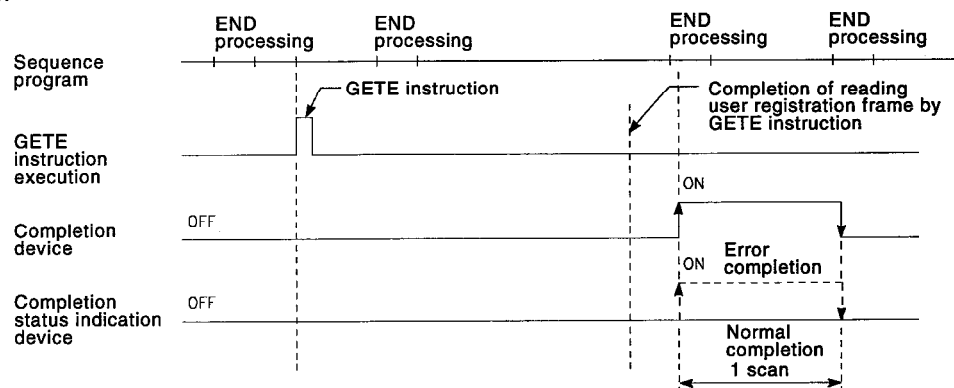 END
processing
END
processing
END
processing
END
processing
Sequence
program
GETE instruction
Completion of reading
user registration frame by
GETE instruction
GETE
instruction
execution
ON
OFF
Completion
device
ON
Error
completion
OFF
Completion
status indication
device
Normal
completion
1 scan